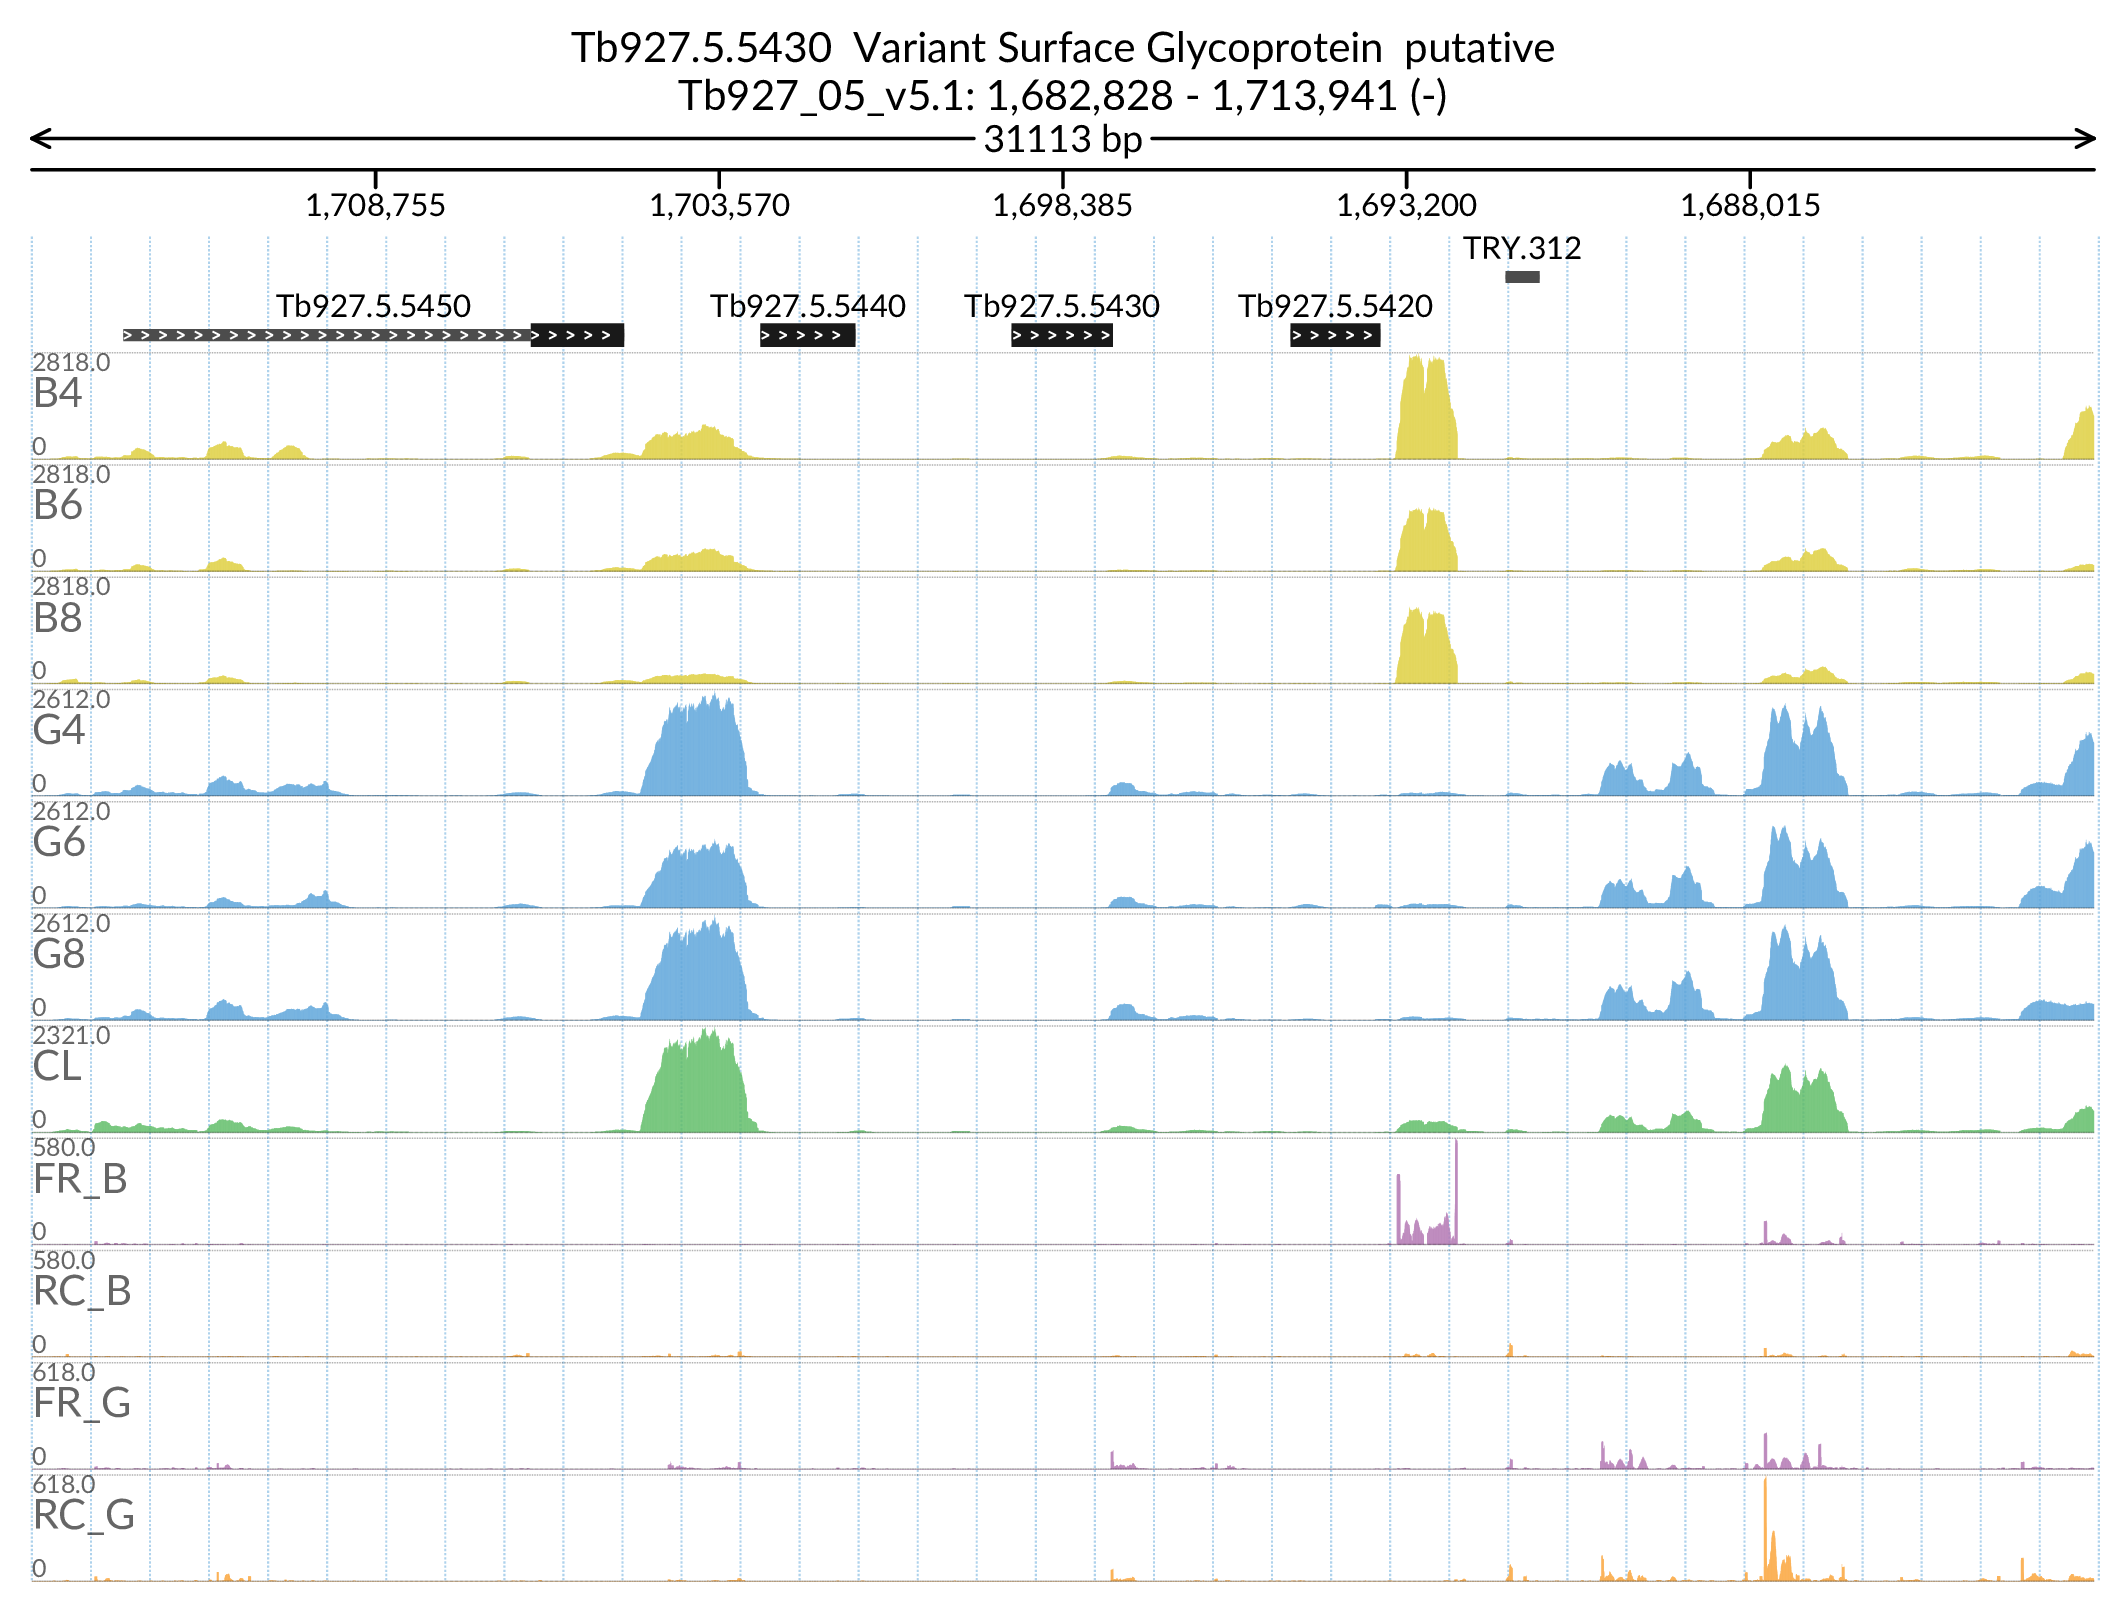 Tb927.5.5430  Variant Surface Glycoprotein  putative
Tb927_05_v5.1: 1,682,828 - 1,713,941 (-)
31113 bp
1,708,755 1,703,570 1,698,385 1,693,200 1,688,015
TRY.312
Tb927.5.5450 Tb927.5.5440 Tb927.5.5430 Tb927.5.5420
2818.0
B4
0
2818.0
B6
0
2818.0
B8
0
2612.0
G4
0
2612.0
G6
0
2612.0
G8
0
2321.0
CL
0
580.0
FR_B
0
580.0
RC_B
0
618.0
FR_G
0
618.0
RC_G
0